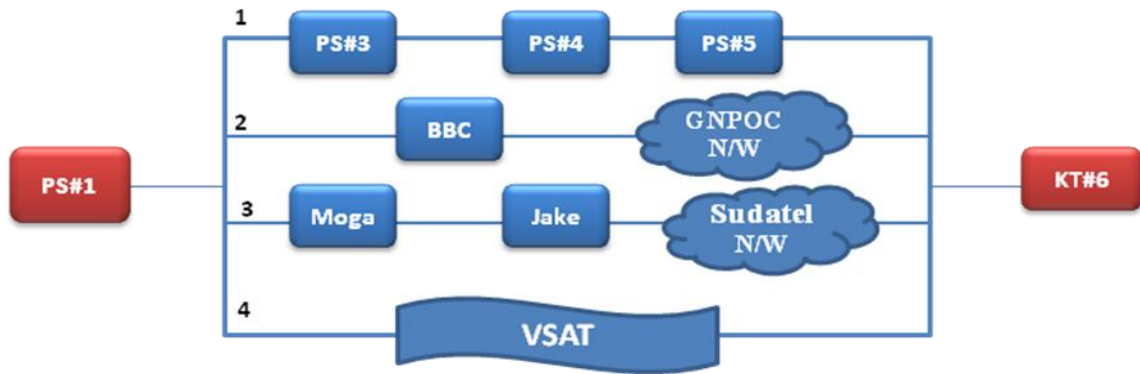 1
PS#3
PS#4
PS#5
2
BBC
GNPOC
N/W
PS#1
KT#6
3
Moga
Jake
Sudatel
N/W
4
VSAT